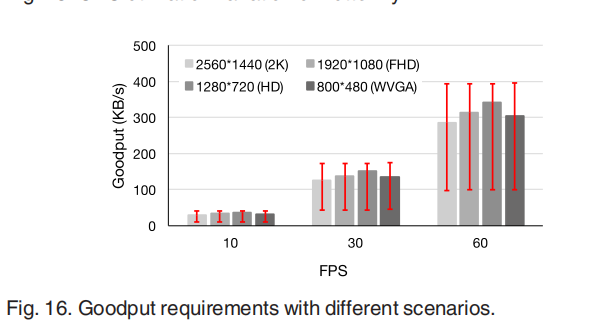 Goodput (KB/s)
500
400
300
200
100
0
2560*1440 (2K)
1920*1080 (FHD)
1280*720 (HD)
800*480 (WVGA)
10
30
60
FPS
Fig. 16. Goodput requirements with different scenarios.